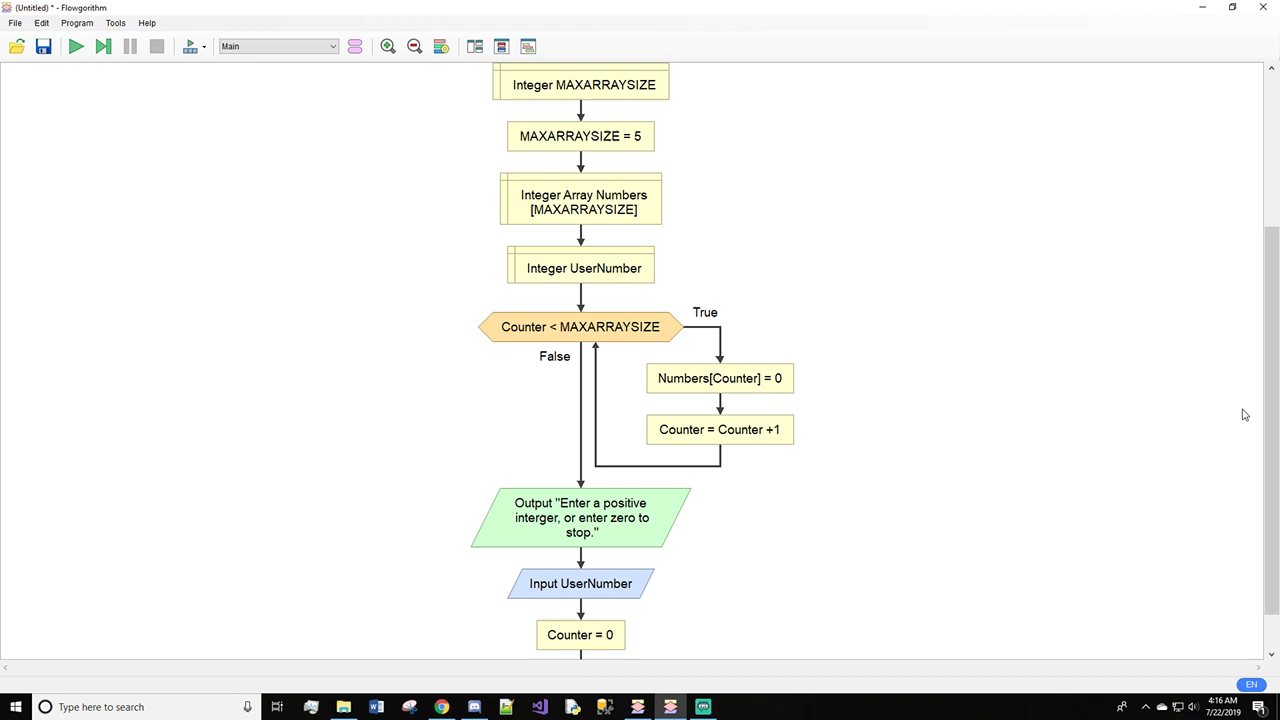 (Untitled) * - Flowgorithm
File Edit Program Tools Help
Main
Integer MAXARRAYSIZE
MAXARRAYSIZE = 5
Integer Array Numbers
[MAXARRAYSIZE]
Integer UserNumber
Counter < MAXARRAYSIZE
True
False
Numbers[Counter] = 0
Counter = Counter +1
Output "Enter a positive
interger, or enter zero to
stop."
Input UserNumber
Counter = 0
EN
Type here to search
4:16 AM
7/22/2019